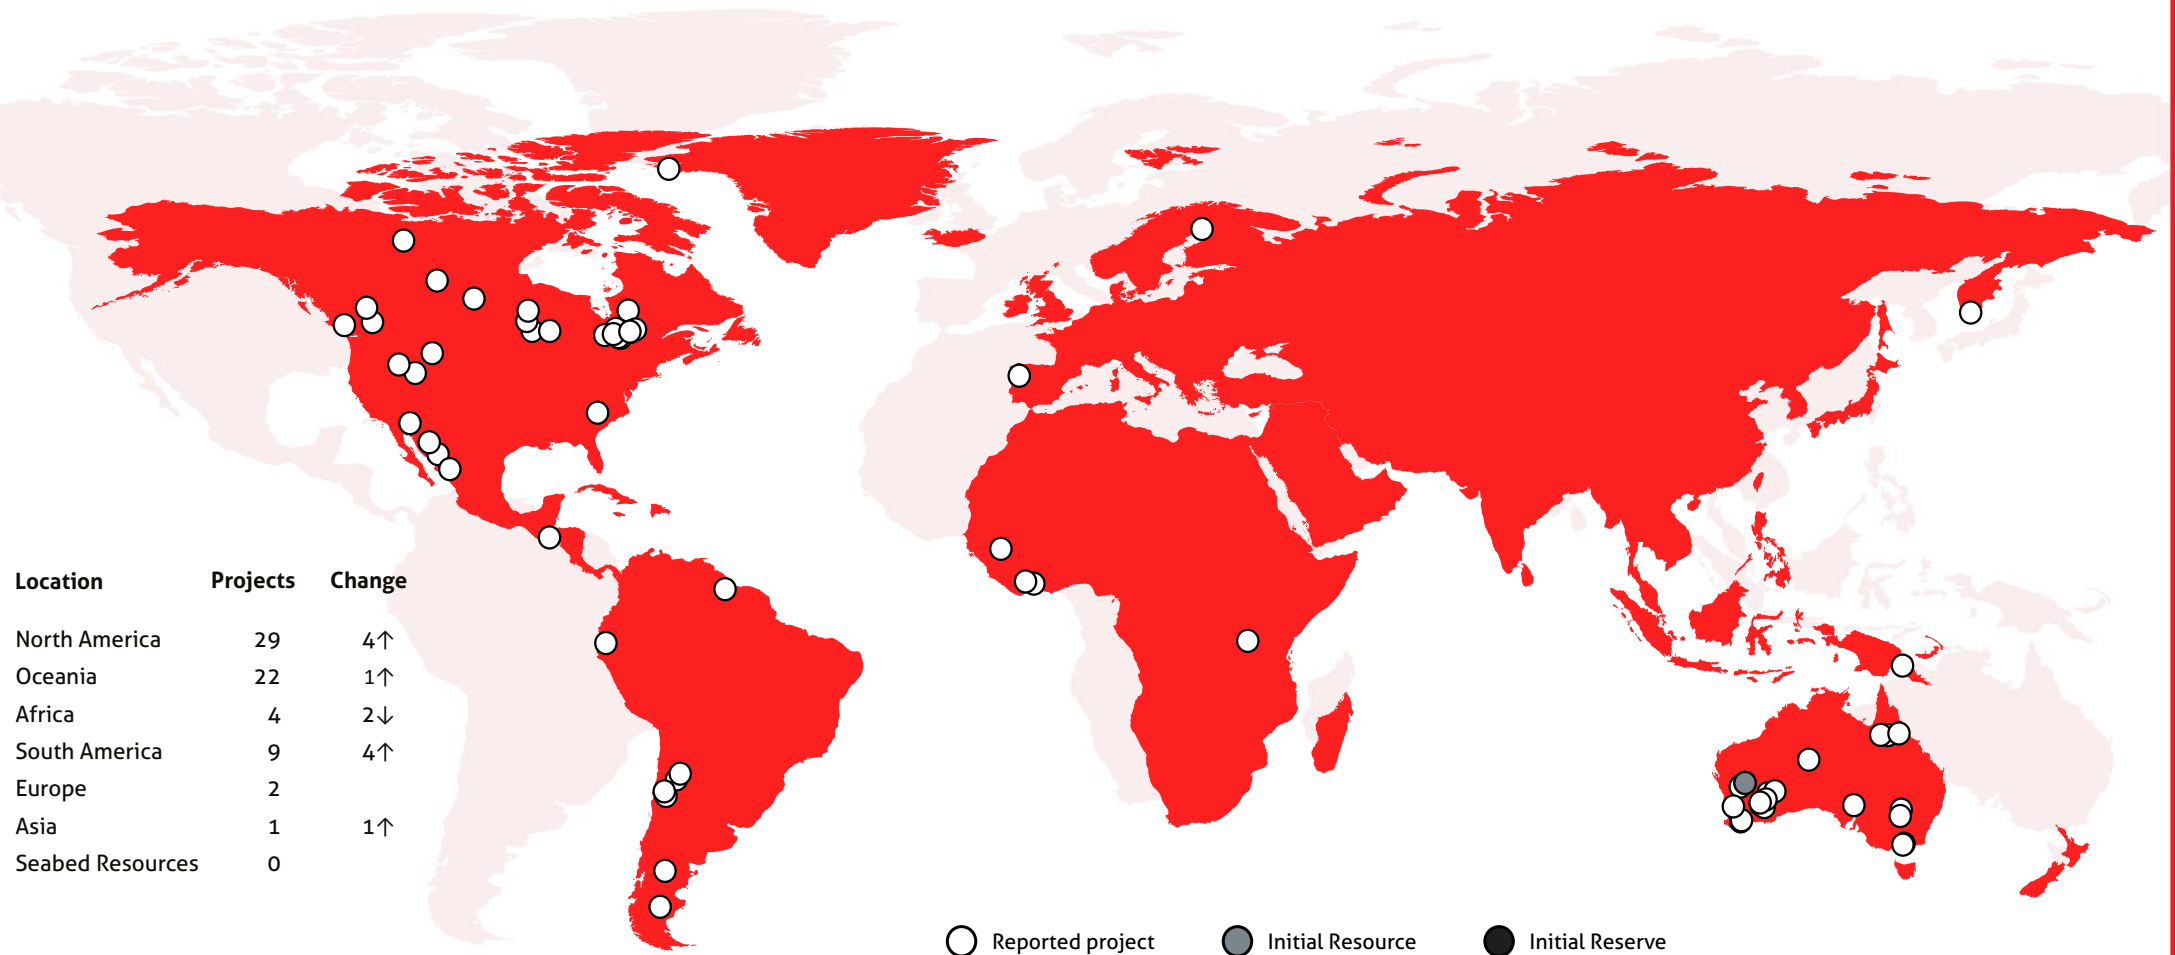 Location Projects Change
North America 29 4↑
Oceania 22 1↑
Africa 4 2↓
South America 9 4↑
Europe 2
Asia 1 1↑
Seabed Resources 0
Reported project Initial Resource Initial Reserve